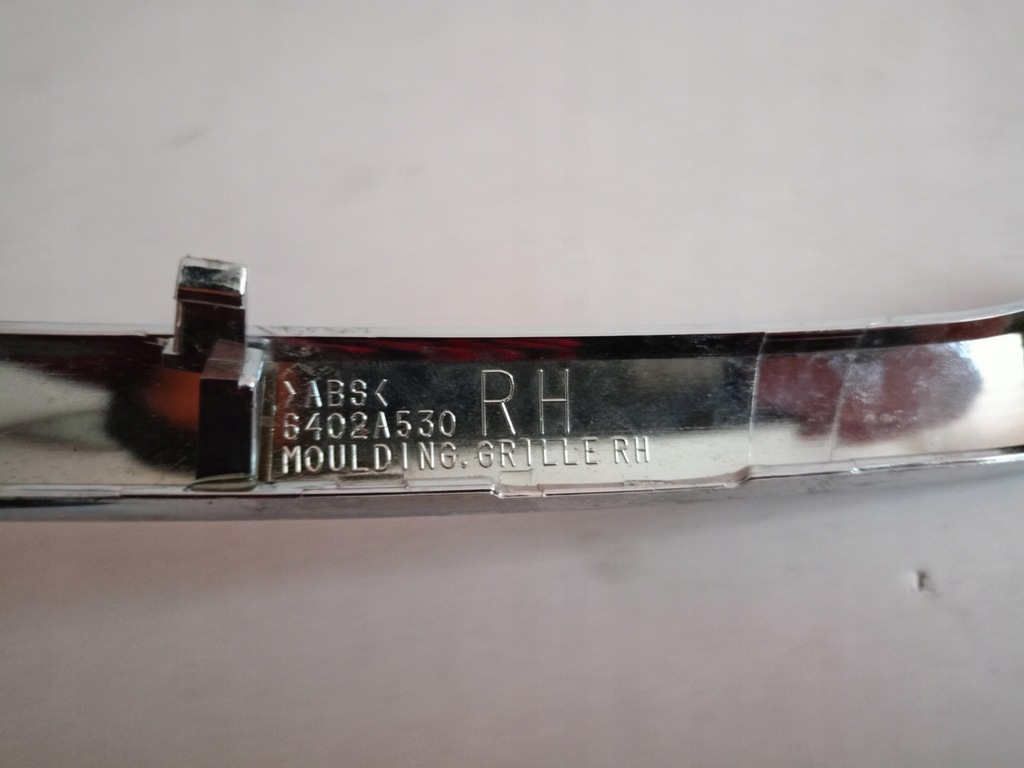 >ABS<
6402A530
RH
MOULDING.GRILLE RH